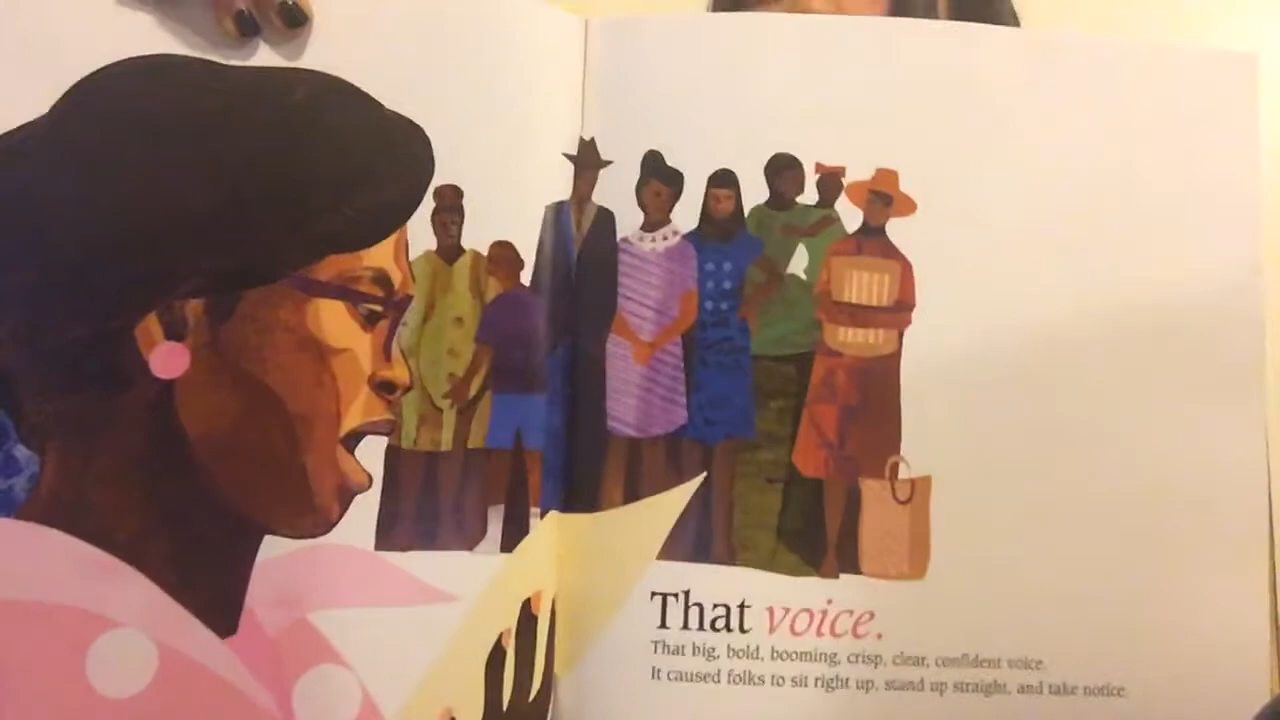 That voice.
That big, bold, booming, crisp, clear, confident voice.
It caused folks to sit right up, stand up straight, and take notice.